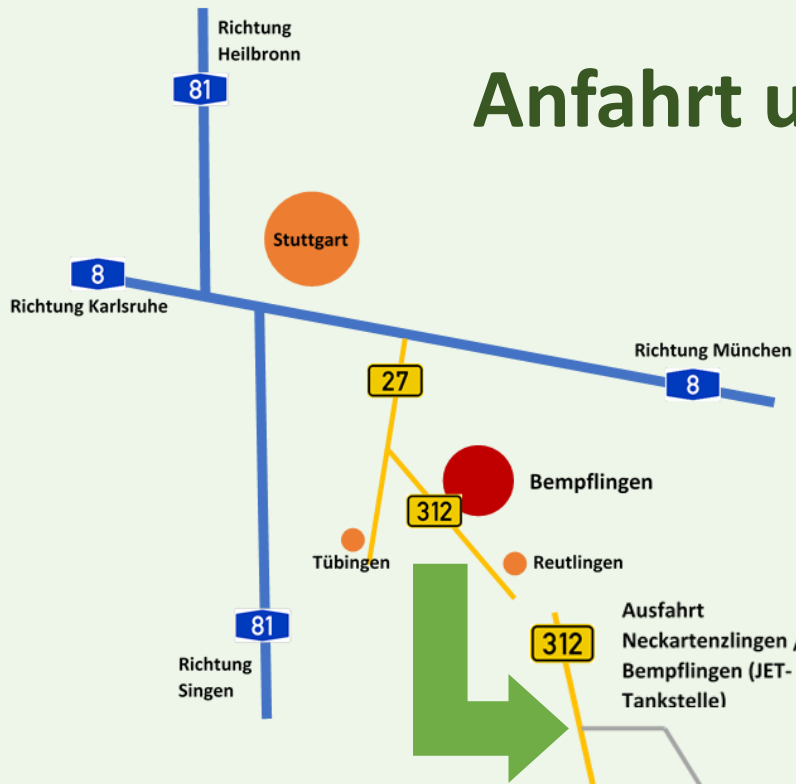 Richtung
Heilbronn
81
Anfahrt u
Stuttgart
8
Richtung Karlsruhe
Richtung München
8
27
Bempflingen
312
Tübingen
Reutlingen
Ausfahrt
Neckartenzlingen /
Bempflingen (JET-
Tankstelle)
312
81
Richtung
Singen